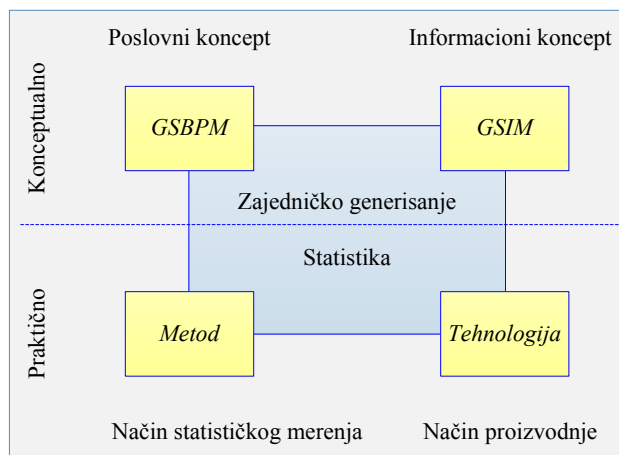 Poslovni koncept
Informacioni koncept
Konceptualno
GSBPM
GSIM
Zajedničko generisanje
Statistika
Praktično
Metod
Tehnologija
Način statističkog merenja
Način proizvodnje